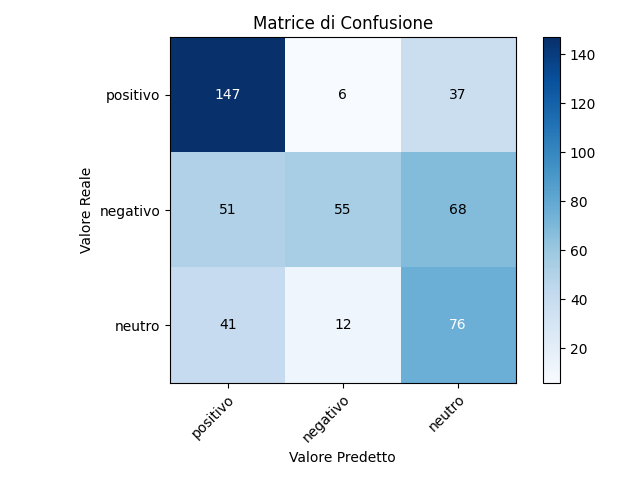 Matrice di Confusione
positivo 147 6 37
negativo 51 55 68
neutro 41 12 76
positivo negativo neutro
Valore Reale
Valore Predetto
140
120
100
80
60
40
20